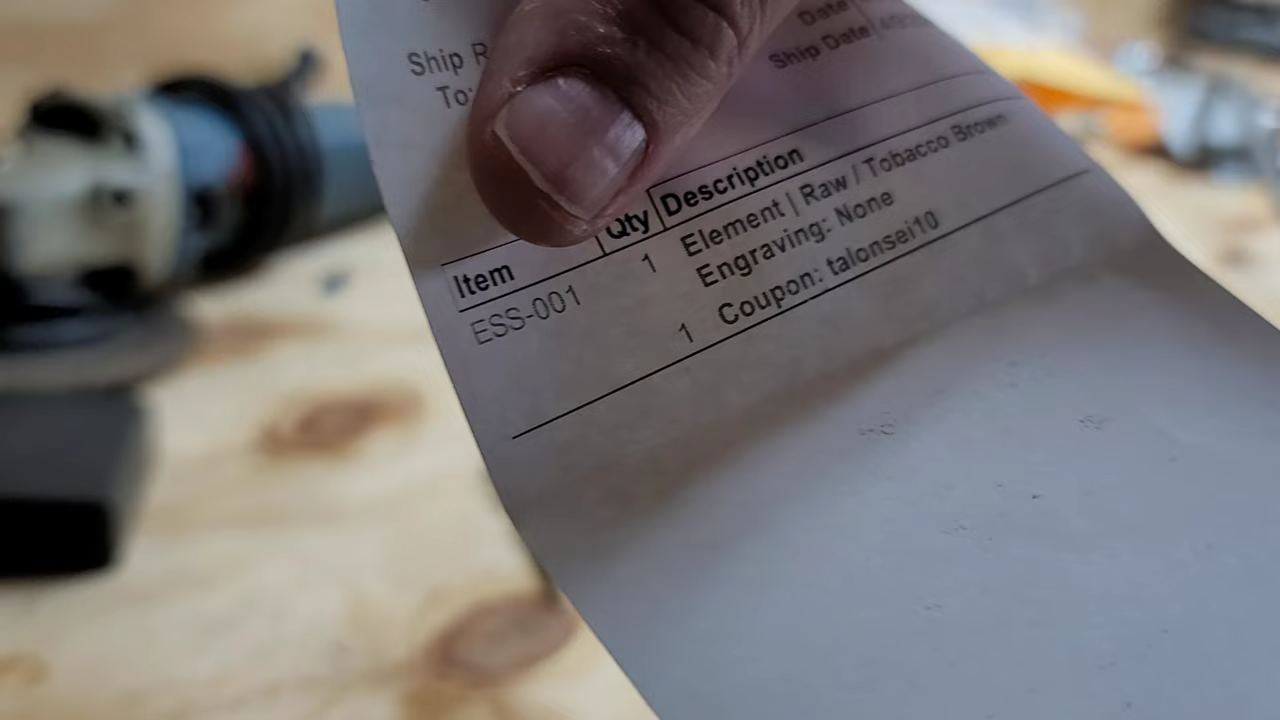 Ship
To:
Date
Ship Date
Item Qty Description
ESS-001 1 Element | Raw / Tobacco Brown
Engraving: None
1 Coupon: talonsei10